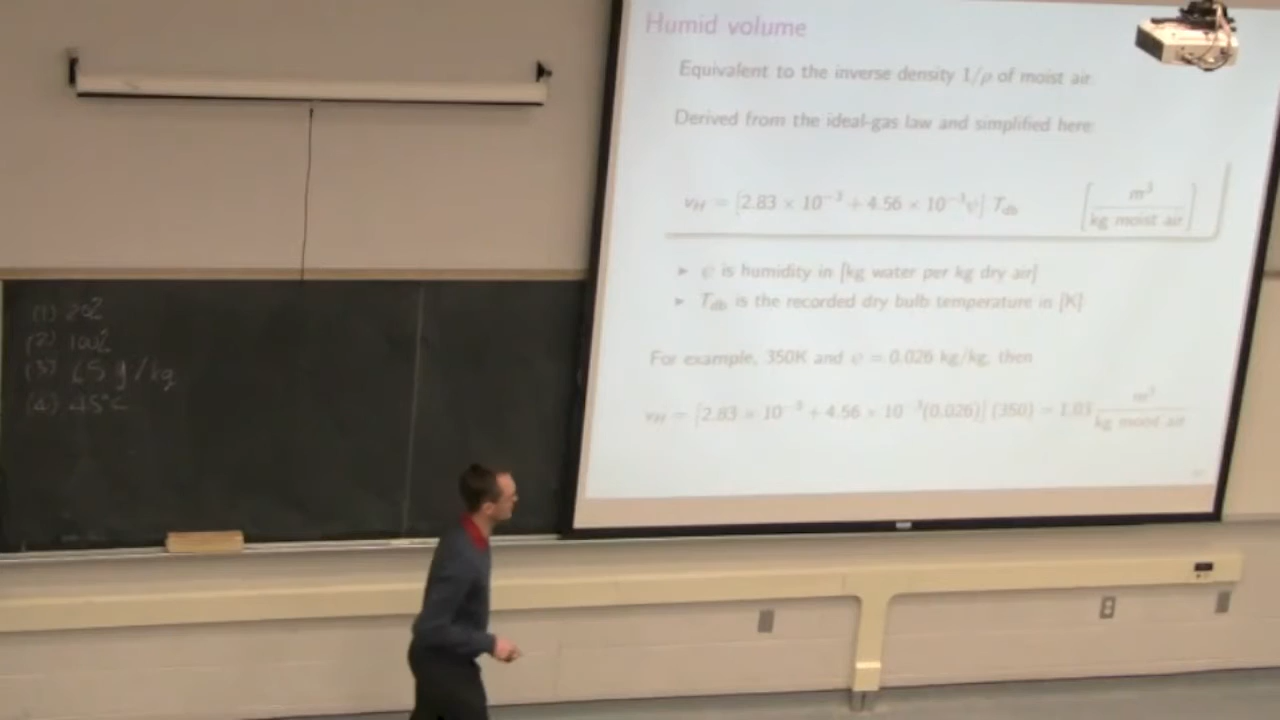 Humid volume
Equivalent to the inverse density 1/ρ of moist air.
Derived from the ideal-gas law and simplified here:
v_H = [2.83 × 10⁻³ + 4.56 × 10⁻³ψ] T_db [m³ / kg moist air]
► ψ is humidity in [kg water per kg dry air]
► T_db is the recorded dry bulb temperature in [K]
For example, 350K and ψ = 0.026 kg/kg, then
v_H = [2.83 × 10⁻³ + 4.56 × 10⁻³(0.026)] (350) = 1.03 m³ / kg moist air
(1) 20%
(2) 100%
(3) 65 g/kg
(4) 45°C